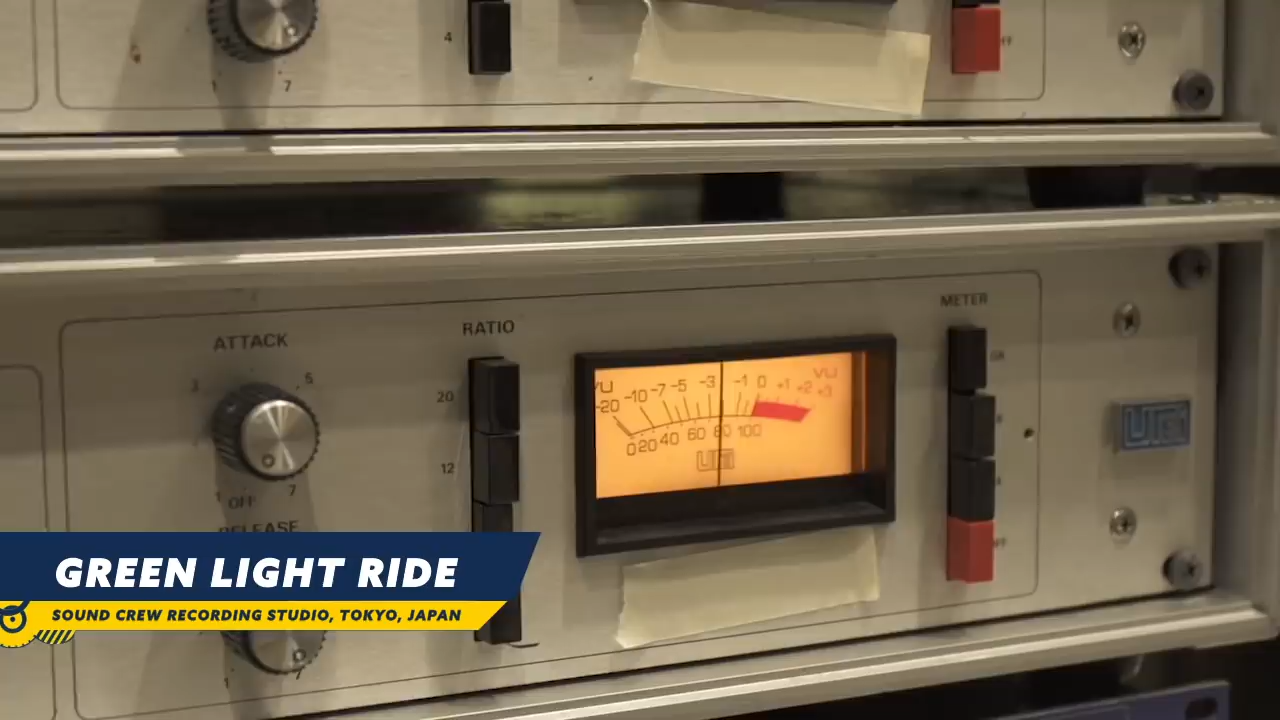 4
7
ATTACK
RATIO
METER
3
5
20
12
1
OFF
7
RELEASE
VU
VU
-20 -10 -7 -5 -3 -1 0 +1 +2 +3
0 20 40 60 80 100
UREI
GREEN LIGHT RIDE
SOUND CREW RECORDING STUDIO, TOKYO, JAPAN
1
7